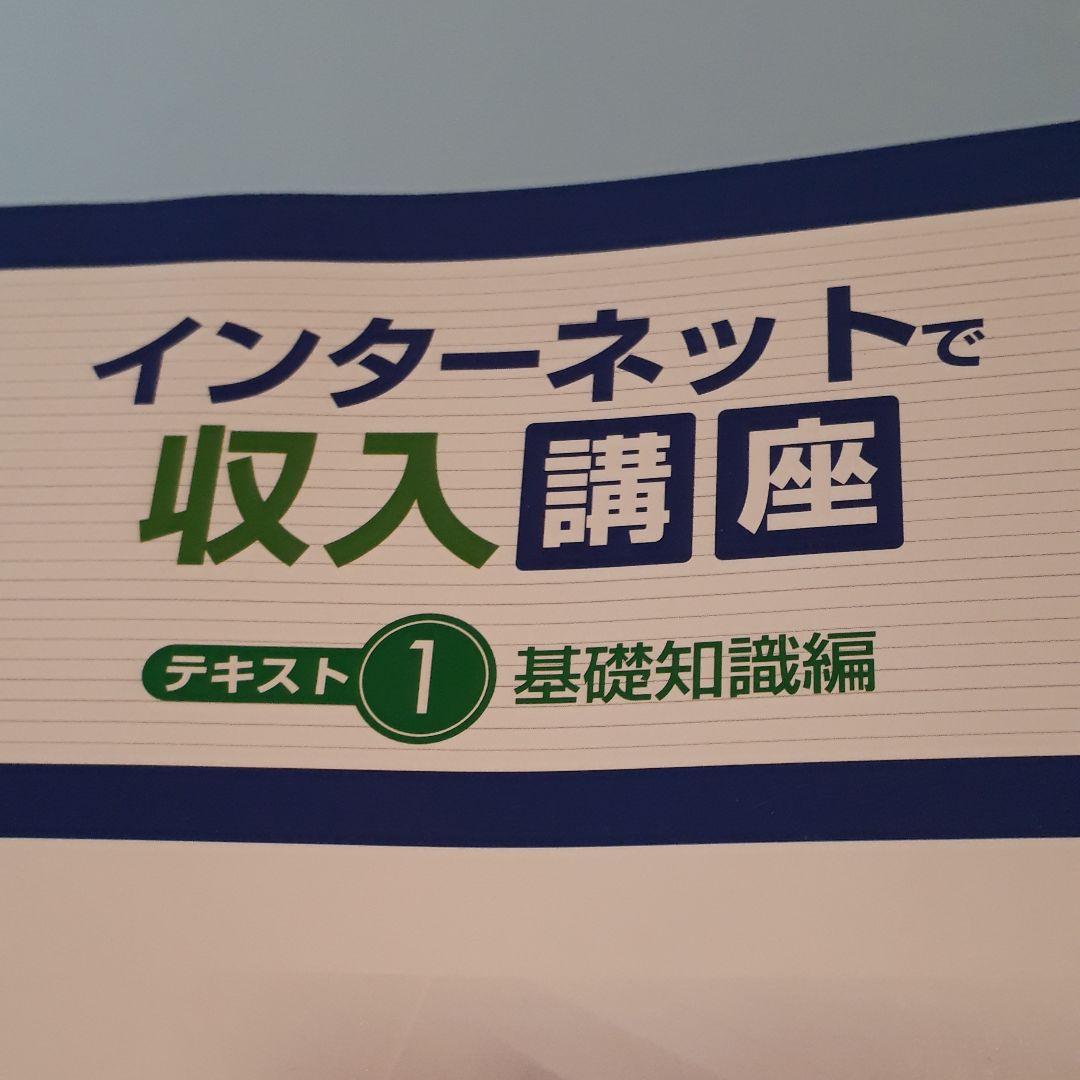 インターネットで
収入講座
テキスト1 基礎知識編